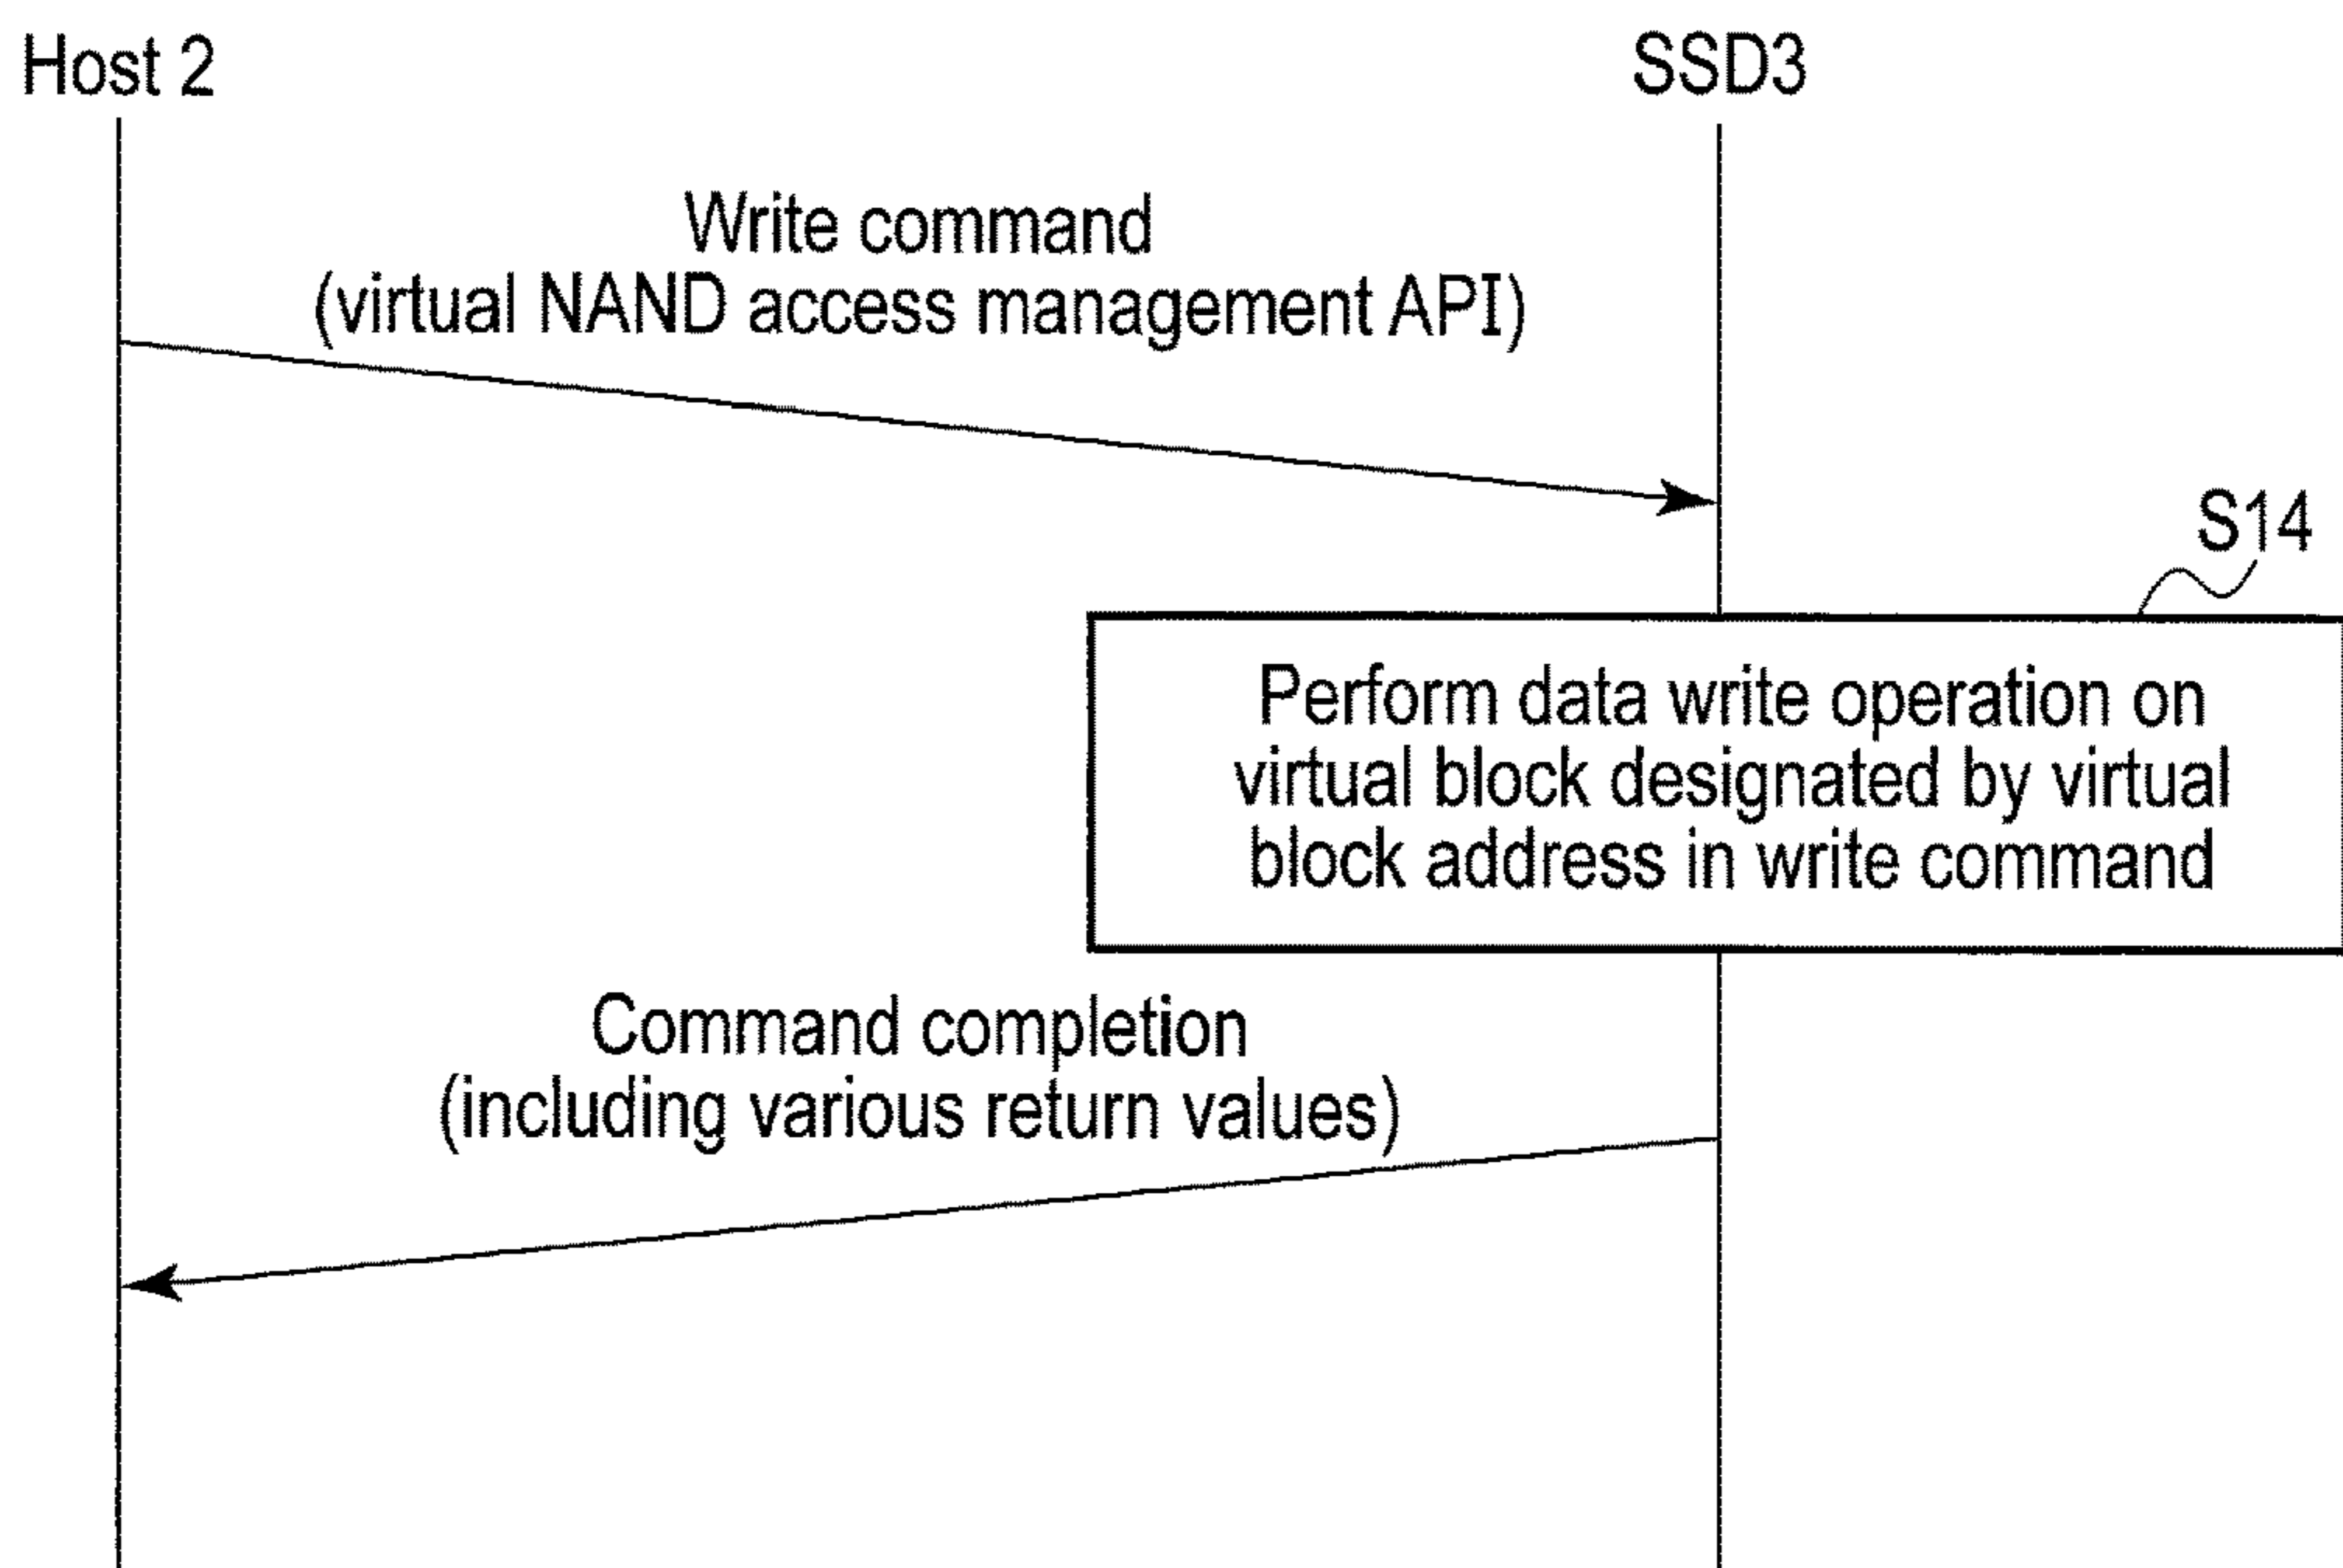 Host 2
SSD3
Write command
(virtual NAND access management API)
S14
Perform data write operation on
virtual block designated by virtual
block address in write command
Command completion
(including various return values)